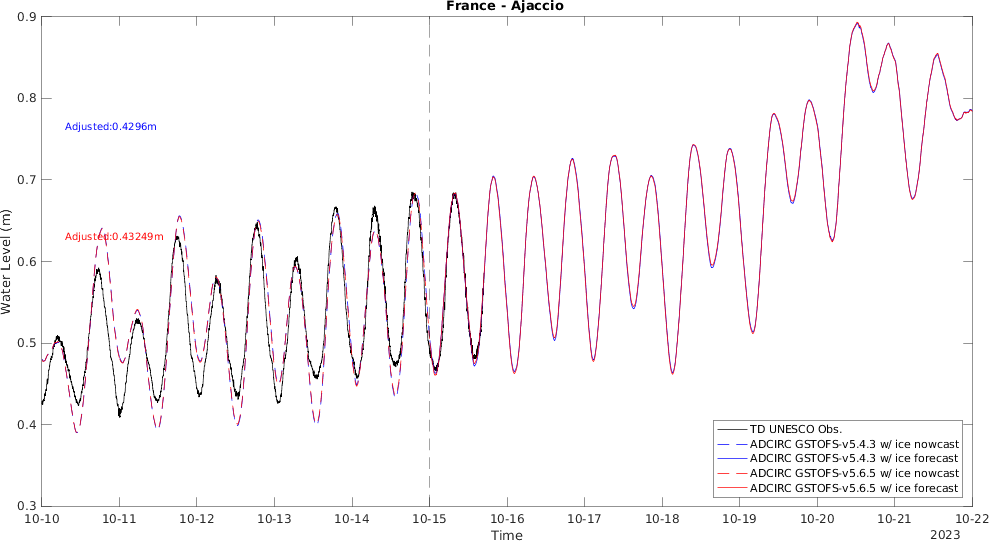 France - Ajaccio
0.9
0.8
0.7
0.6
0.5
0.4
0.3
Water Level (m)
Adjusted:0.4296m
Adjusted:0.43249m
TD UNESCO Obs.
ADCIRC GSTOFS-v5.4.3 w/ ice nowcast
ADCIRC GSTOFS-v5.4.3 w/ ice forecast
ADCIRC GSTOFS-v5.6.5 w/ ice nowcast
ADCIRC GSTOFS-v5.6.5 w/ ice forecast
10-10 10-11 10-12 10-13 10-14 10-15 10-16 10-17 10-18 10-19 10-20 10-21 10-22
Time
2023